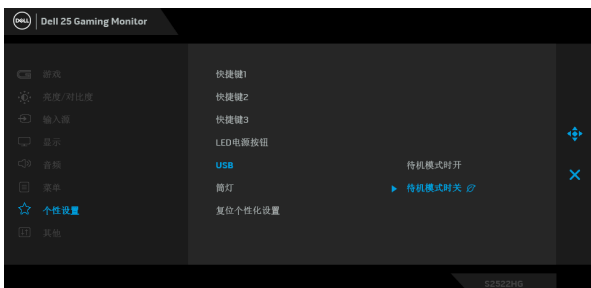 DELL Dell 25 Gaming Monitor
游戏 快捷键1
亮度/对比度 快捷键2
输入源 快捷键3
显示 LED电源按钮
音频 USB 待机模式时开
菜单 筒灯 待机模式时关
个性设置 复位个性化设置
其他
S2522HG